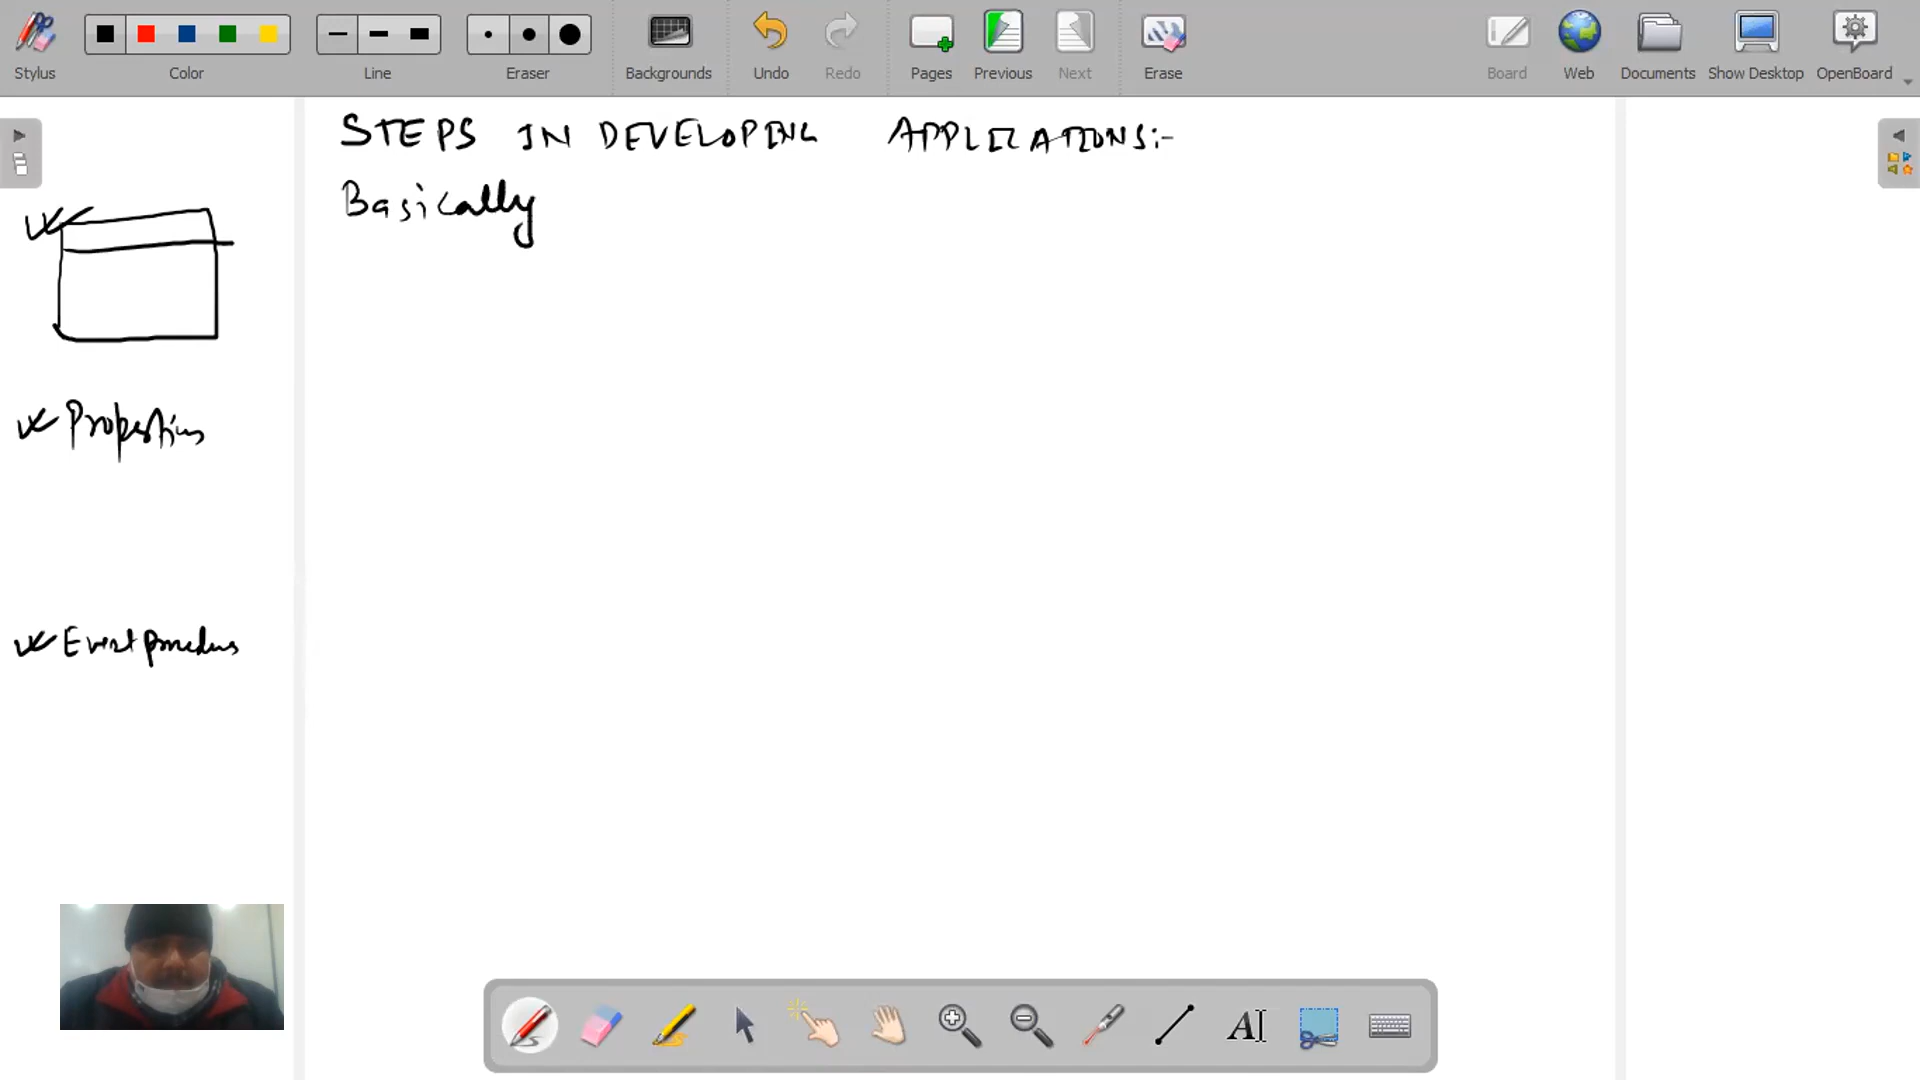 Stylus
Color
Line
Eraser
Backgrounds
Undo
Redo
Pages
Previous
Next
Erase
Board
Web
Documents
Show Desktop
OpenBoard
STEPS IN DEVELOPING APPLICATIONS:-
Basically
Properties
Event procedures
A